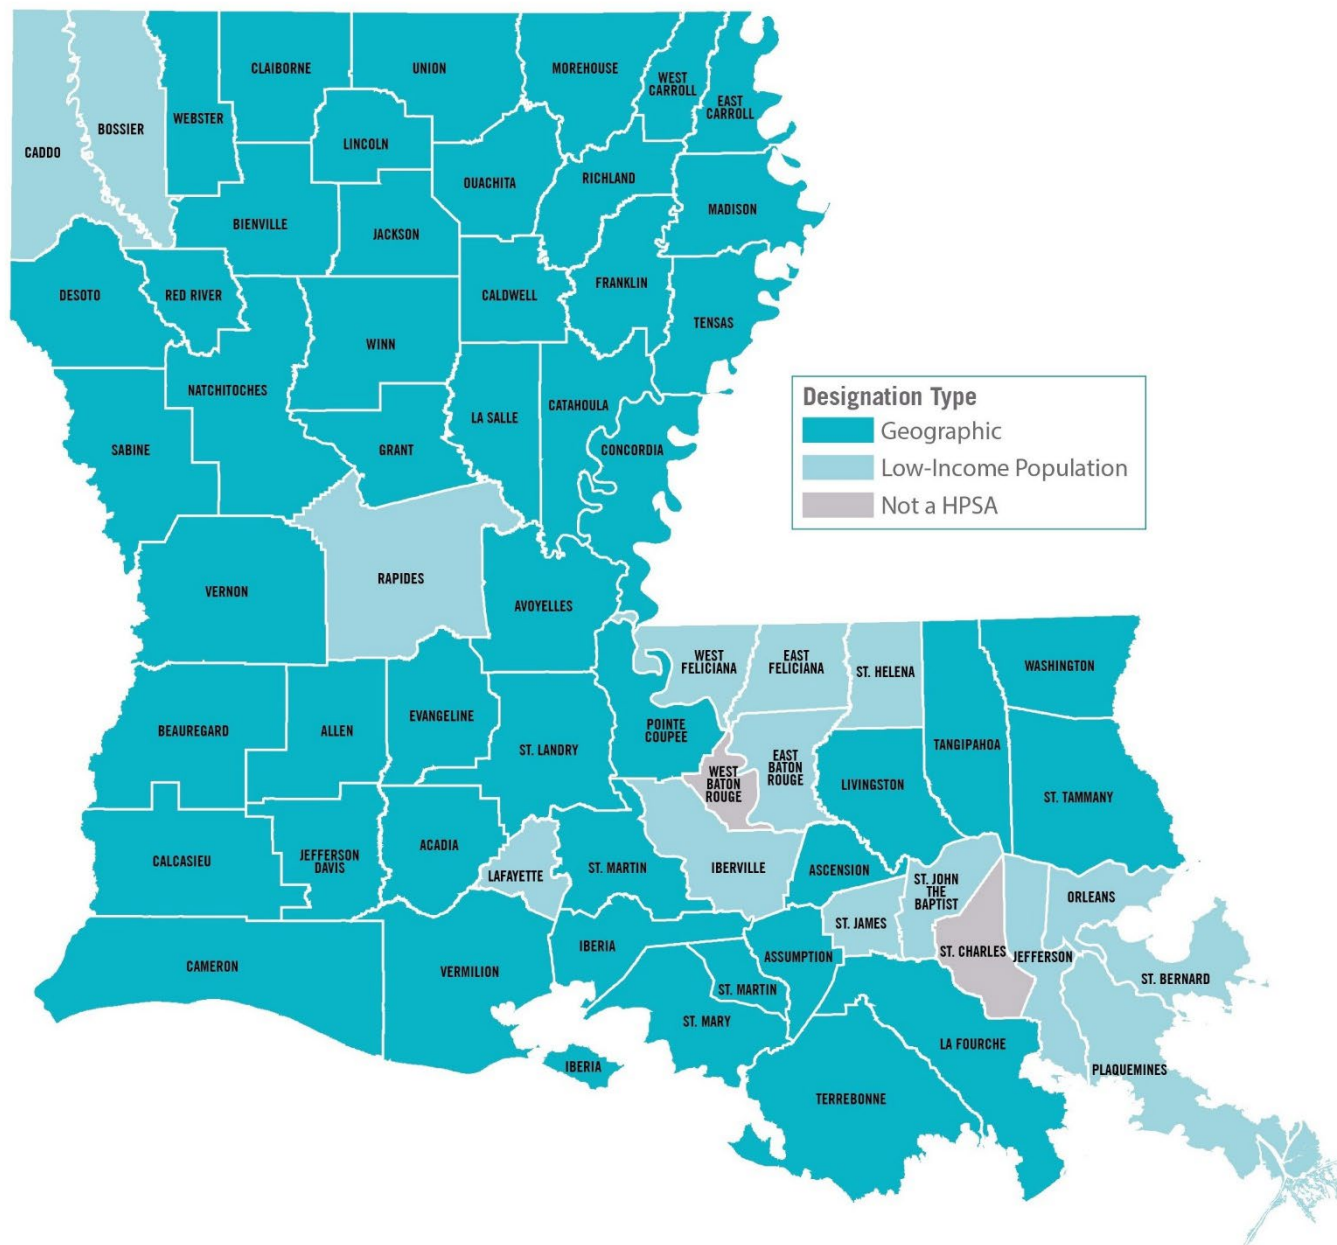 CLAIBORNE
UNION
MOREHOUSE
WEST
CARROLL
EAST
CARROLL
WEBSTER
BOSSIER
CADDO
LINCOLN
OUACHITA
RICHLAND
MADISON
BIENVILLE
JACKSON
DESOTO
RED RIVER
CALDWELL
FRANKLIN
TENSAS
WINN
NATCHITOCHES
LA SALLE
CATAHOULA
CONCORDIA
SABINE
GRANT
Designation Type
Geographic
Low-Income Population
Not a HPSA
VERNON
RAPIDES
AVOYELLES
WEST
FELICIANA
EAST
FELICIANA
ST. HELENA
WASHINGTON
BEAUREGARD
ALLEN
EVANGELINE
ST. LANDRY
POINTE
COUPEE
WEST
BATON
ROUGE
EAST
BATON
ROUGE
LIVINGSTON
TANGIPAHOA
ST. TAMMANY
CALCASIEU
JEFFERSON
DAVIS
ACADIA
LAFAYETTE
ST. MARTIN
IBERVILLE
ASCENSION
ST. JOHN
THE
BAPTIST
ORLEANS
ST. JAMES
CAMERON
VERMILION
IBERIA
ASSUMPTION
ST. CHARLES
JEFFERSON
ST. BERNARD
ST. MARTIN
ST. MARY
LA FOURCHE
IBERIA
TERREBONNE
PLAQUEMINES